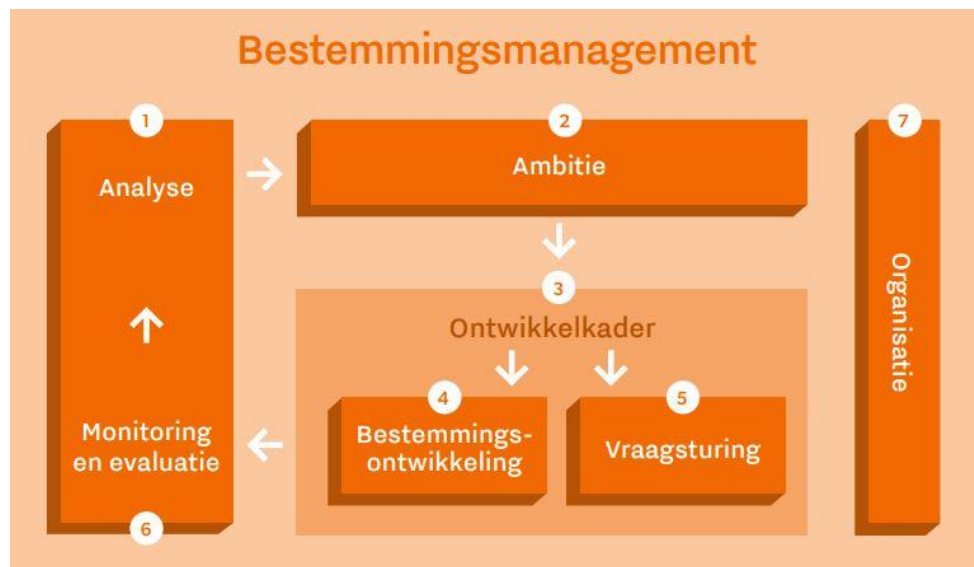 Bestemmingsmanagement
1
Analyse
2
Ambitie
3
Ontwikkelkader
4
Bestemmings-
ontwikkeling
5
Vraagsturing
Monitoring
en evaluatie
6
7
Organisatie